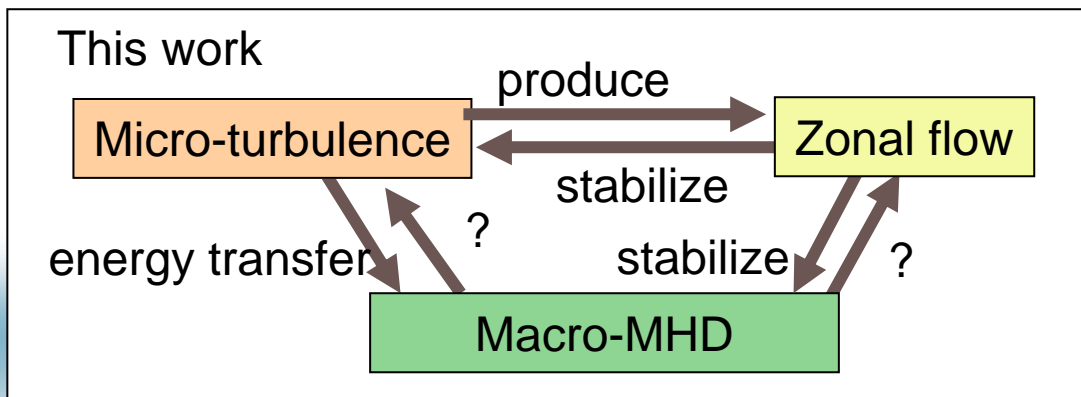 This work
produce
Micro-turbulence
Zonal flow
stabilize
?
energy transfer
stabilize
?
Macro-MHD